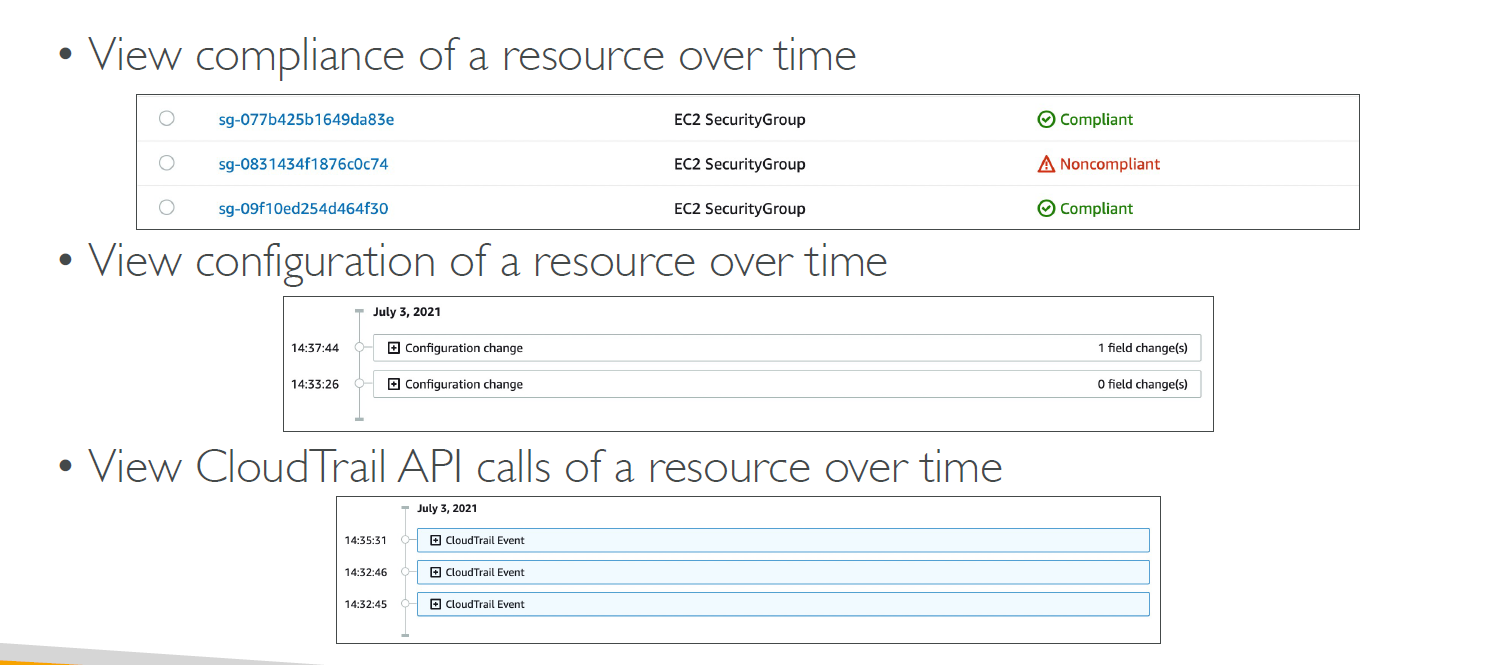 • View compliance of a resource over time
sg-077b425b1649da83e EC2 SecurityGroup Compliant
sg-0831434f1876c0c74 EC2 SecurityGroup Noncompliant
sg-09f10ed254d464f30 EC2 SecurityGroup Compliant
• View configuration of a resource over time
July 3, 2021
14:37:44 Configuration change 1 field change(s)
14:33:26 Configuration change 0 field change(s)
• View CloudTrail API calls of a resource over time
July 3, 2021
14:35:31 CloudTrail Event
14:32:46 CloudTrail Event
14:32:45 CloudTrail Event